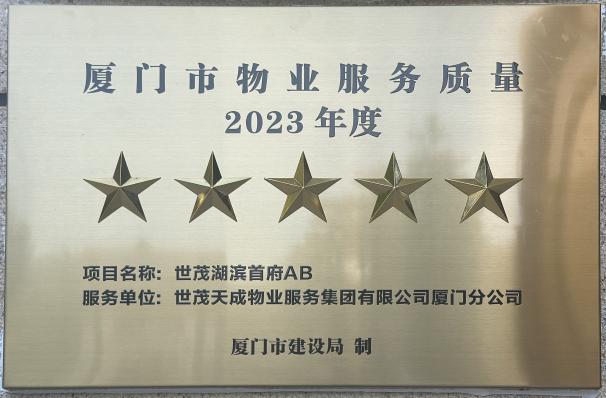 厦门市物业服务质量
2023年度
项目名称: 世茂湖滨首府AB
服务单位: 世茂天成物业服务集团有限公司厦门分公司
厦门市建设局 制